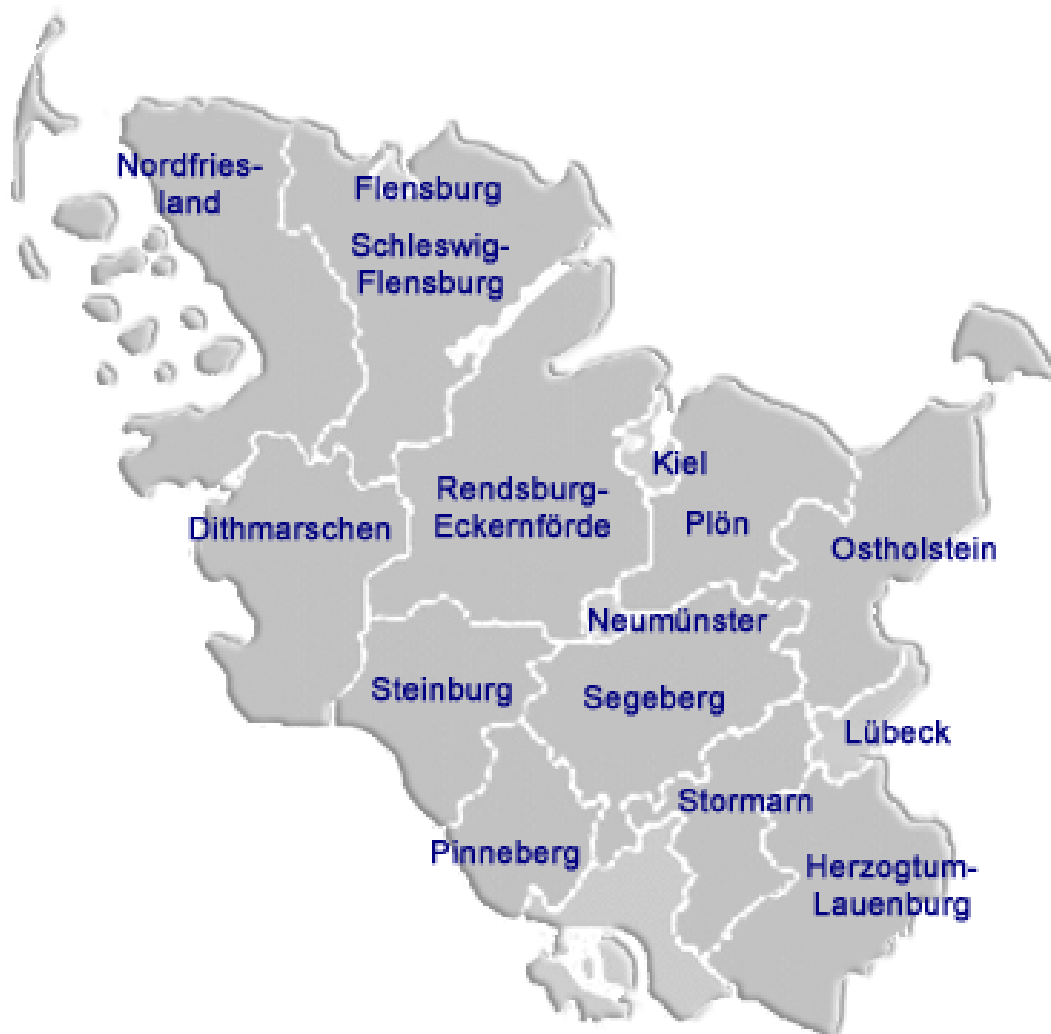 Nordfries-
land
Flensburg
Schleswig-
Flensburg
Kiel
Rendsburg-
Eckernförde
Plön
Dithmarschen
Ostholstein
Neumünster
Steinburg
Segeberg
Lübeck
Stormarn
Pinneberg
Herzogtum-
Lauenburg